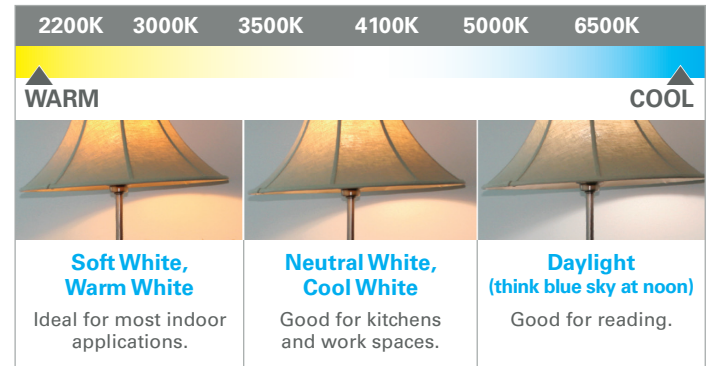 2200K 3000K 3500K 4100K 5000K 6500K
WARM COOL
Soft White,
Warm White
Ideal for most indoor
applications.
Neutral White,
Cool White
Good for kitchens
and work spaces.
Daylight
(think blue sky at noon)
Good for reading.